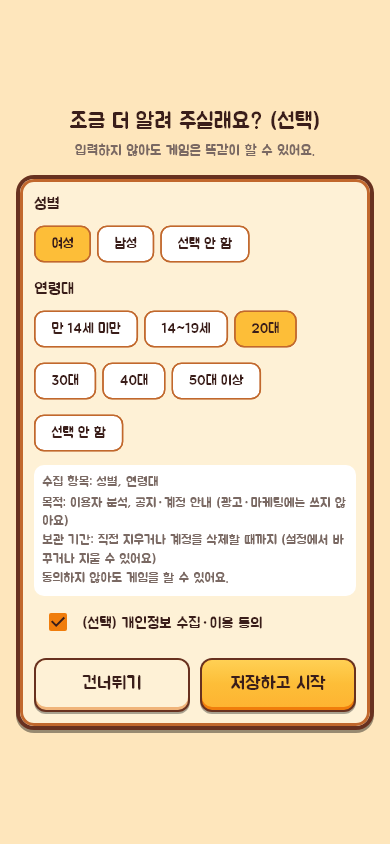 조금 더 알려 주실래요? (선택)
입력하지 않아도 게임은 똑같이 할 수 있어요.
성별
여성 남성 선택 안 함
연령대
만 14세 미만 14~19세 20대
30대 40대 50대 이상
선택 안 함
수집 항목: 성별, 연령대
목적: 이용자 분석, 공지·계정 안내 (광고·마케팅에는 쓰지 않
아요)
보관 기간: 직접 지우거나 계정을 삭제할 때까지 (설정에서 바
꾸거나 지울 수 있어요)
동의하지 않아도 게임을 할 수 있어요.
(선택) 개인정보 수집·이용 동의
건너뛰기 저장하고 시작